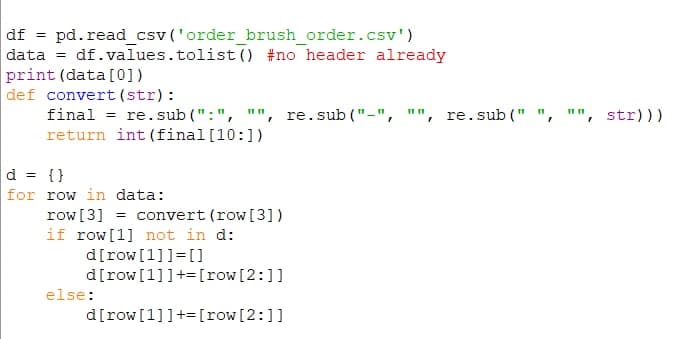 df = pd.read_csv('order_brush_order.csv')
data = df.values.tolist() #no header already
print(data[0])
def convert(str):
    final = re.sub(":", "", re.sub("-", "", re.sub(" ", "", str)))
    return int(final[10:])

d = {}
for row in data:
    row[3] = convert(row[3])
    if row[1] not in d:
        d[row[1]]=[]
        d[row[1]]+=[row[2:]]
    else:
        d[row[1]]+=[row[2:]]